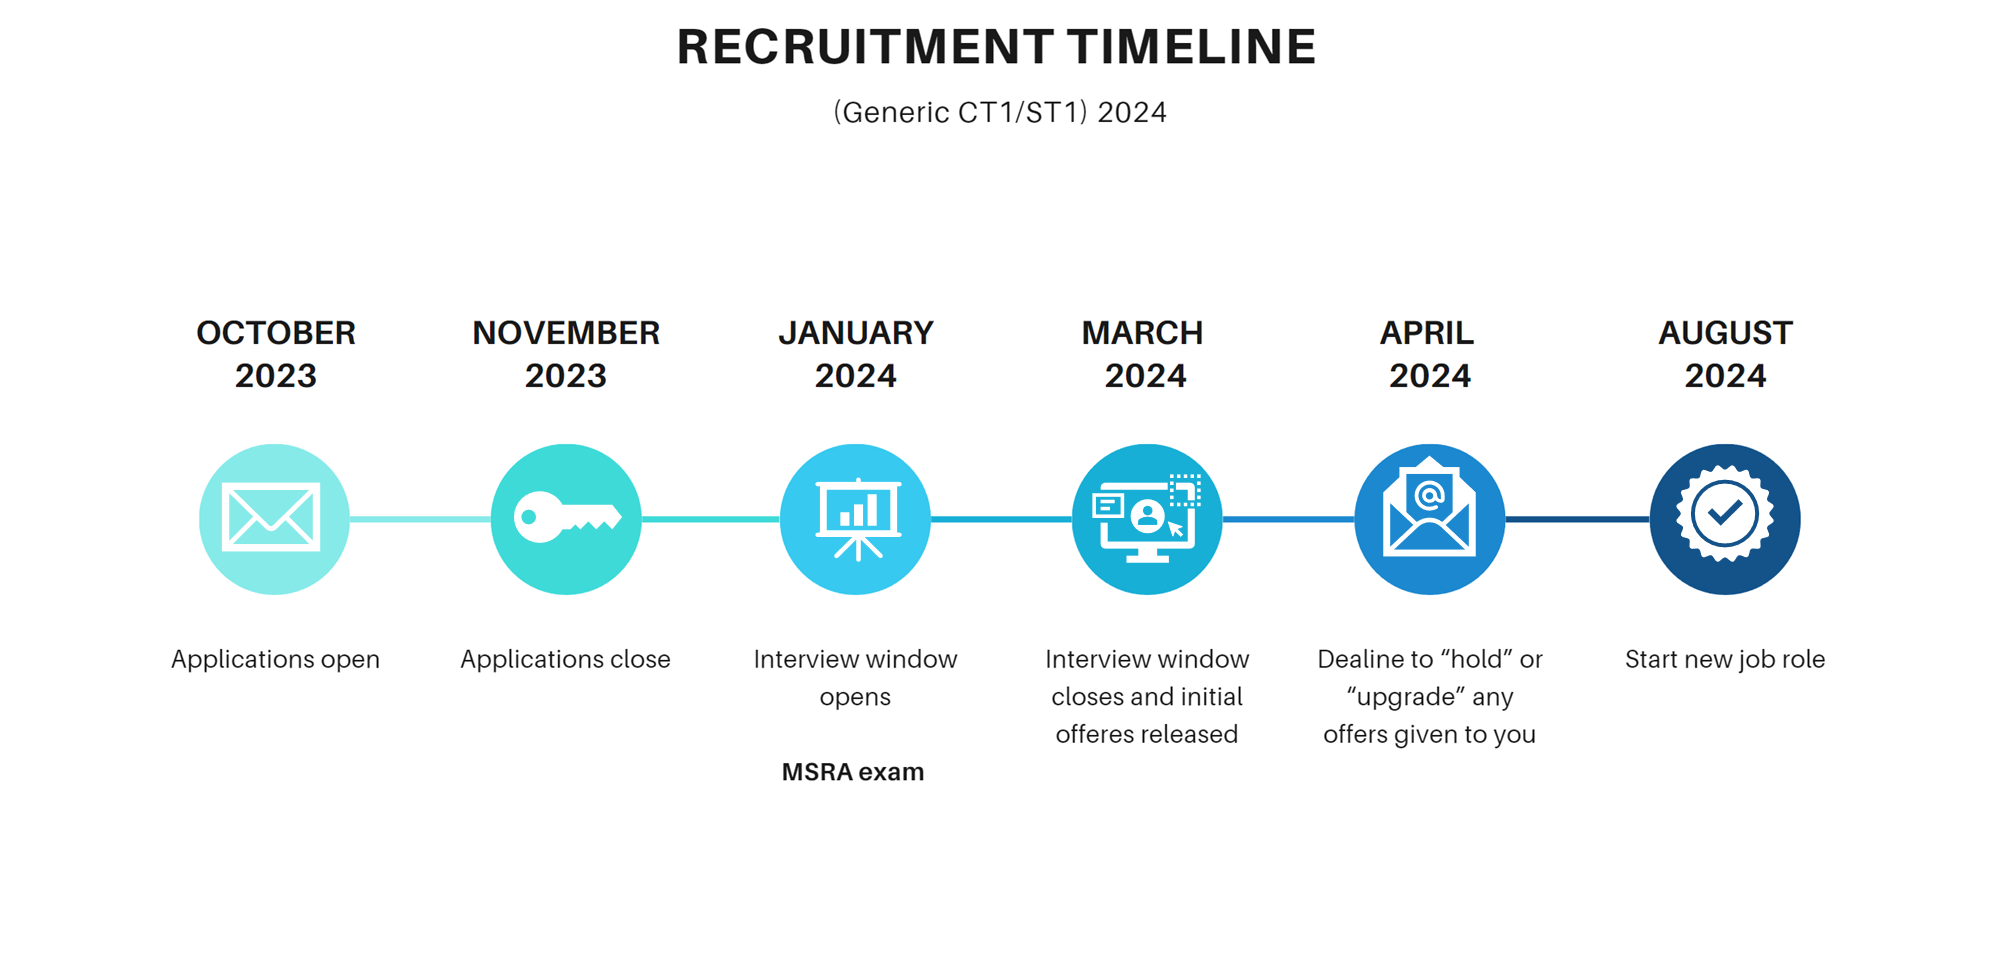 RECRUITMENT TIMELINE
(Generic CT1/ST1) 2024
OCTOBER
2023
Applications open
NOVEMBER
2023
Applications close
JANUARY
2024
Interview window
opens
MSRA exam
MARCH
2024
Interview window
closes and initial
offeres released
APRIL
2024
@
Dealine to “hold” or
“upgrade” any
offers given to you
AUGUST
2024
Start new job role